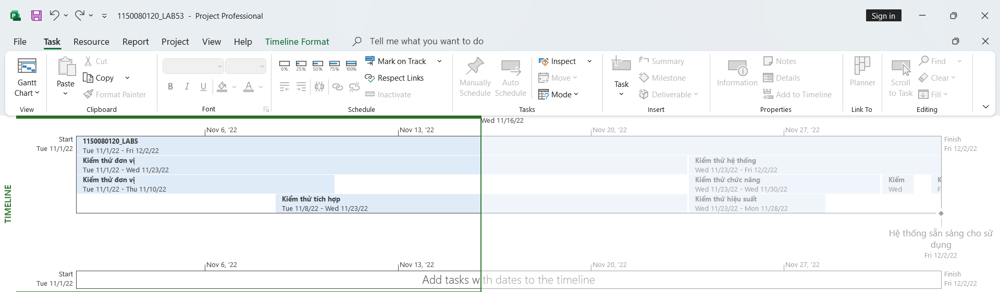 1150080120_LAB53 - Project Professional
Sign in
File Task Resource Report Project View Help Timeline Format Tell me what you want to do
Gantt Chart
View
Paste
Cut
Copy
Format Painter
Clipboard
B I U A
Font
0% 25% 50% 75% 100%
Mark on Track
Respect Links
Inactivate
Schedule
Manually Schedule
Auto Schedule
Inspect
Move
Mode
Tasks
Task
Summary
Milestone
Deliverable
Insert
Information
Notes
Details
Add to Timeline
Properties
Planner
Link To
Scroll to Task
Find
Clear
Fill
Editing
TIMELINE
Wed 11/16/22
Nov 6, '22 Nov 13, '22 Nov 20, '22 Nov 27, '22
Start
Tue 11/1/22
1150080120_LAB5
Tue 11/1/22 - Fri 12/2/22
Finish
Fri 12/2/22
Kiểm thử đơn vị
Tue 11/1/22 - Wed 11/23/22
Kiểm thử hệ thống
Wed 11/23/22 - Fri 12/2/22
Kiểm thử đơn vị
Tue 11/1/22 - Thu 11/10/22
Kiểm thử chức năng
Wed 11/23/22 - Wed 11/30/22
Kiểm
Wed
K
F
Kiểm thử tích hợp
Tue 11/8/22 - Wed 11/23/22
Kiểm thử hiệu suất
Wed 11/23/22 - Mon 11/28/22
Hệ thống sẵn sàng cho sử
dụng
Fri 12/2/22
Nov 6, '22 Nov 13, '22 Nov 20, '22 Nov 27, '22
Start
Tue 11/1/22
Add tasks with dates to the timeline
Finish
Fri 12/2/22